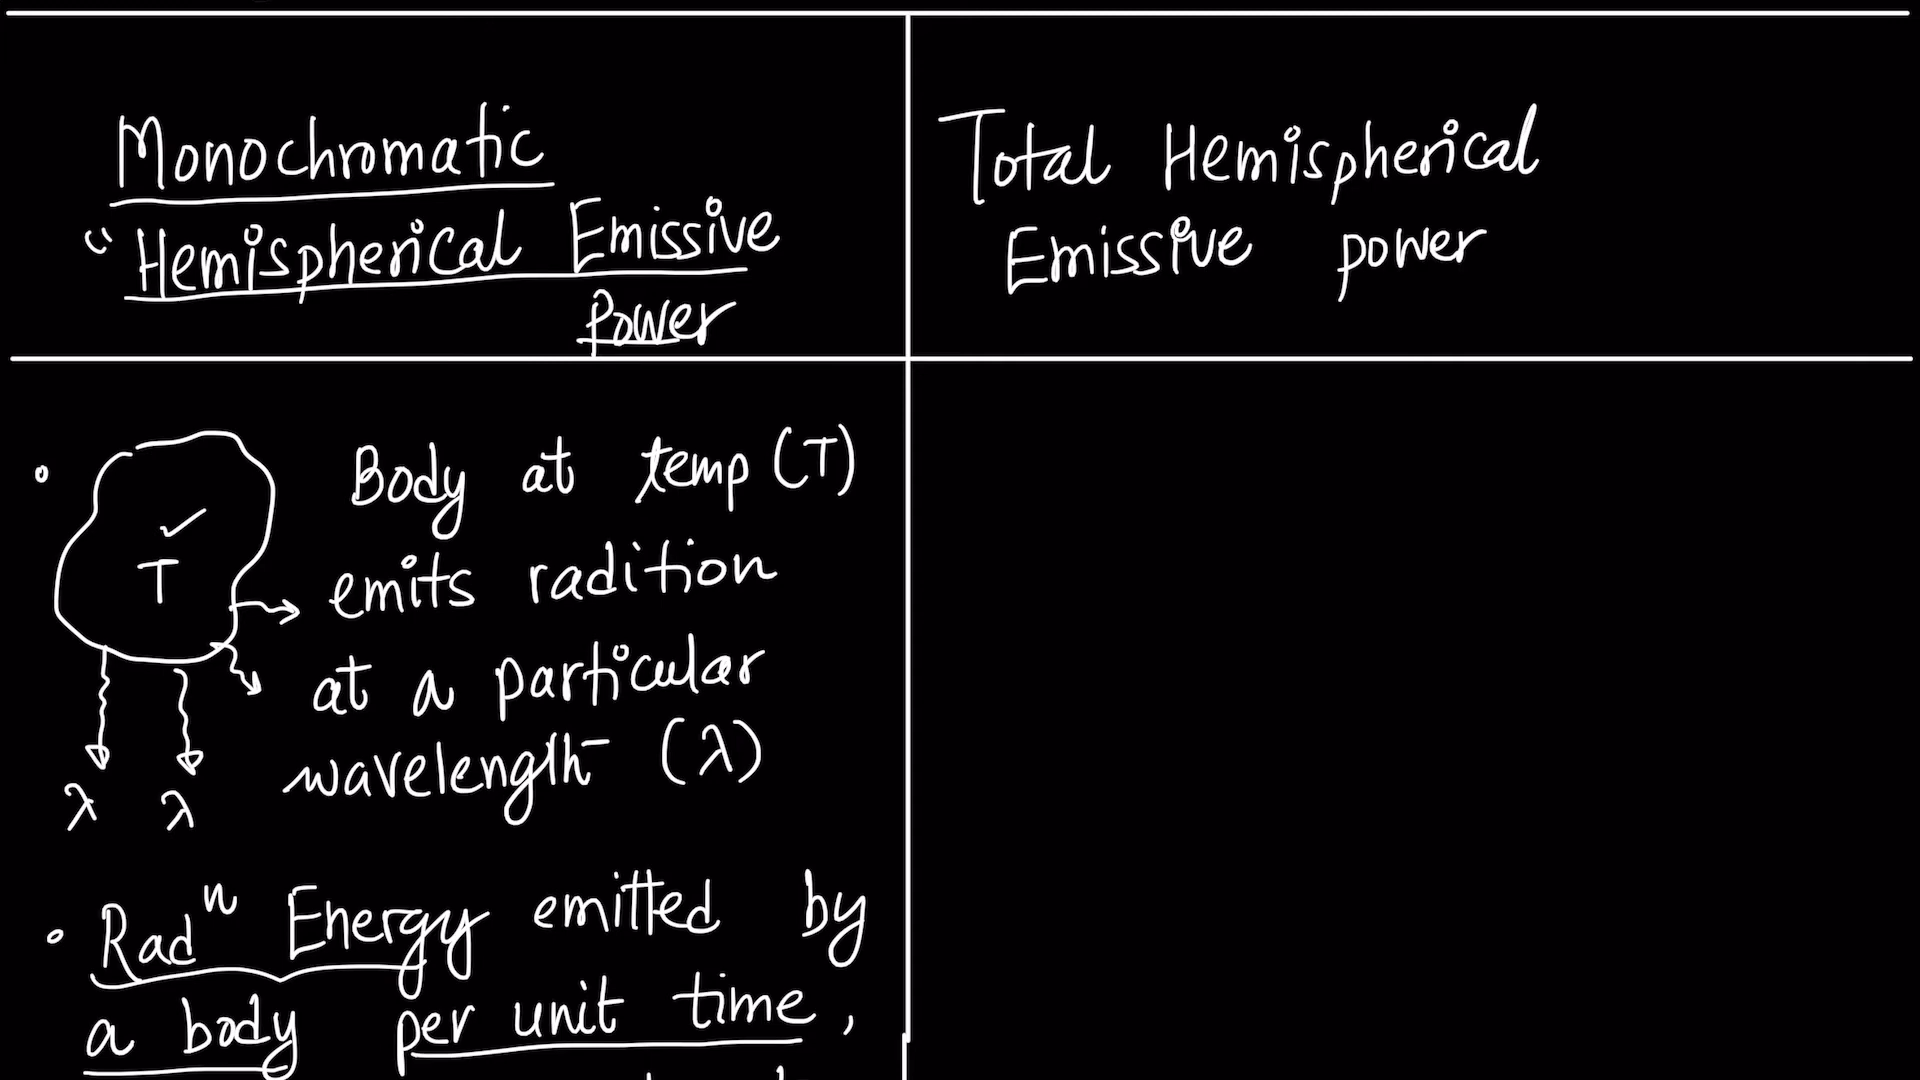 Monochromatic
"Hemispherical Emissive
Power
Total Hemispherical
Emissive power
• Body at temp (T)
T
emits radition
at a particular
wavelength (λ)
λ λ
• Radⁿ Energy emitted by
a body per unit time,